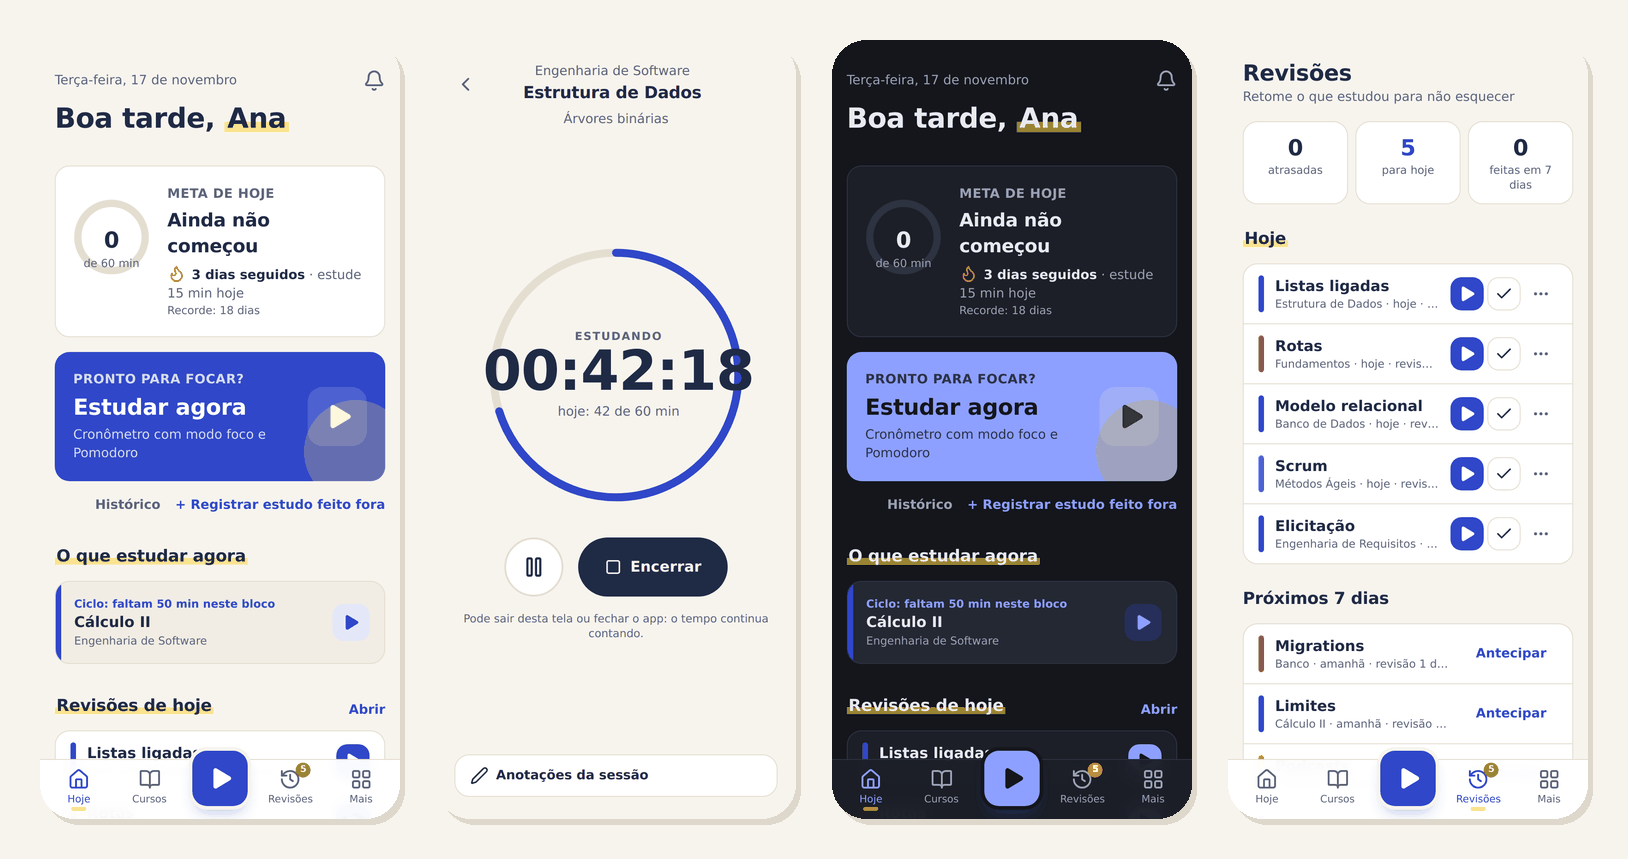 Terça-feira, 17 de novembro
Boa tarde, Ana
META DE HOJE
0
de 60 min
Ainda não
começou
3 dias seguidos · estude
15 min hoje
Recorde: 18 dias
PRONTO PARA FOCAR?
Estudar agora
Cronômetro com modo foco e
Pomodoro
Histórico
+ Registrar estudo feito fora
O que estudar agora
Ciclo: faltam 50 min neste bloco
Cálculo II
Engenharia de Software
Revisões de hoje
Abrir
Listas ligadas
Hoje
Cursos
5
Revisões
Mais
Engenharia de Software
Estrutura de Dados
Árvores binárias
ESTUDANDO
00:42:18
hoje: 42 de 60 min
Encerrar
Pode sair desta tela ou fechar o app: o tempo continua
contando.
Anotações da sessão
Terça-feira, 17 de novembro
Boa tarde, Ana
META DE HOJE
0
de 60 min
Ainda não
começou
3 dias seguidos · estude
15 min hoje
Recorde: 18 dias
PRONTO PARA FOCAR?
Estudar agora
Cronômetro com modo foco e
Pomodoro
Histórico
+ Registrar estudo feito fora
O que estudar agora
Ciclo: faltam 50 min neste bloco
Cálculo II
Engenharia de Software
Revisões de hoje
Abrir
Listas ligadas
Hoje
Cursos
5
Revisões
Mais
Revisões
Retome o que estudou para não esquecer
0
atrasadas
5
para hoje
0
feitas em 7
dias
Hoje
Listas ligadas
Estrutura de Dados · hoje · ...
Rotas
Fundamentos · hoje · revis...
Modelo relacional
Banco de Dados · hoje · rev...
Scrum
Métodos Ágeis · hoje · revis...
Elicitação
Engenharia de Requisitos · ...
Próximos 7 dias
Migrations
Banco · amanhã · revisão 1 d...
Antecipar
Limites
Cálculo II · amanhã · revisão ...
Antecipar
Hoje
Cursos
5
Revisões
Mais